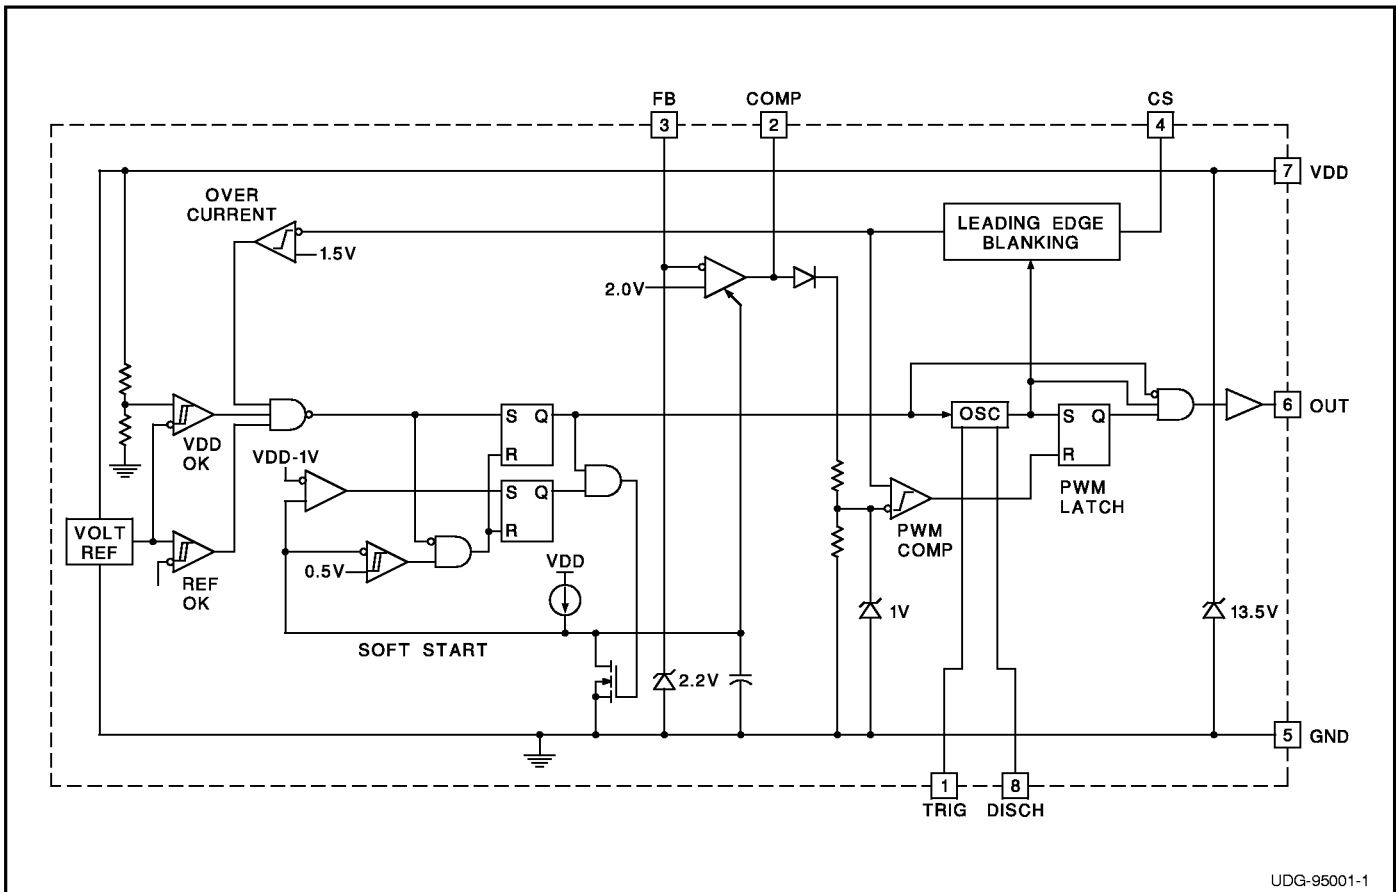 FB
COMP
CS
3
2
4
7 VDD
OVER
CURRENT
LEADING EDGE
BLANKING
1.5V
2.0V
S Q
OSC
S Q
6 OUT
VDD
OK
VDD-1V
R
R
PWM
LATCH
S Q
VOLT
REF
R
PWM
COMP
0.5V
VDD
REF
OK
1V
13.5V
SOFT START
2.2V
5 GND
1
8
TRIG
DISCH
UDG-95001-1